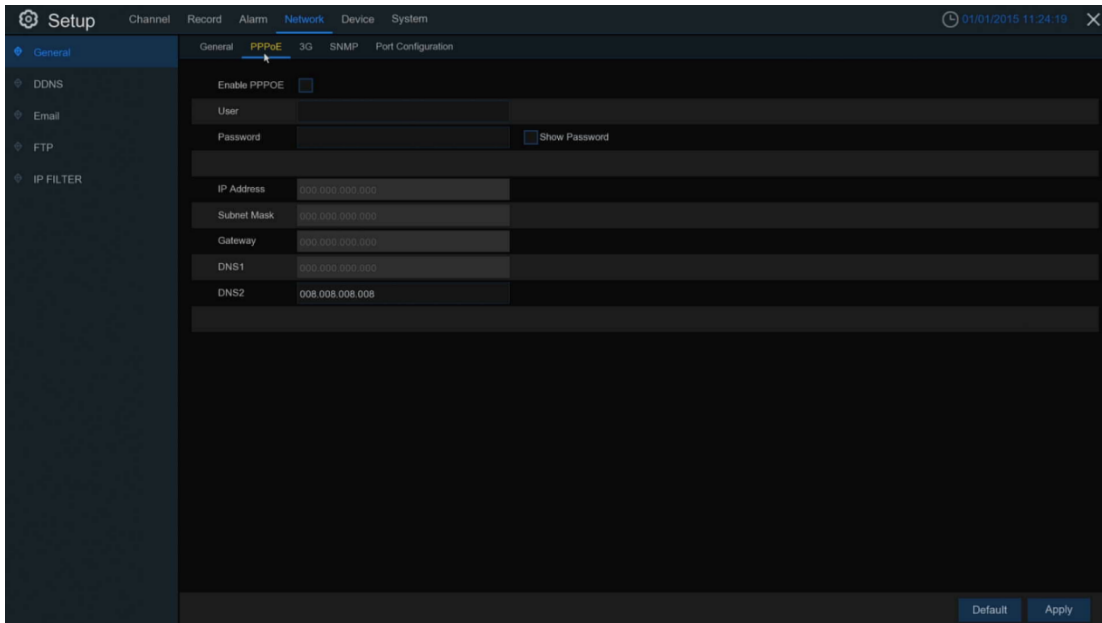 Setup Channel Record Alarm Network Device System 01/01/2015 11:24:19
General PPPoE 3G SNMP Port Configuration
General
DDNS
Email
FTP
IP FILTER
Enable PPPOE
User
Password Show Password
IP Address 000.000.000.000
Subnet Mask 000.000.000.000
Gateway 000.000.000.000
DNS1 000.000.000.000
DNS2 008.008.008.008
Default Apply